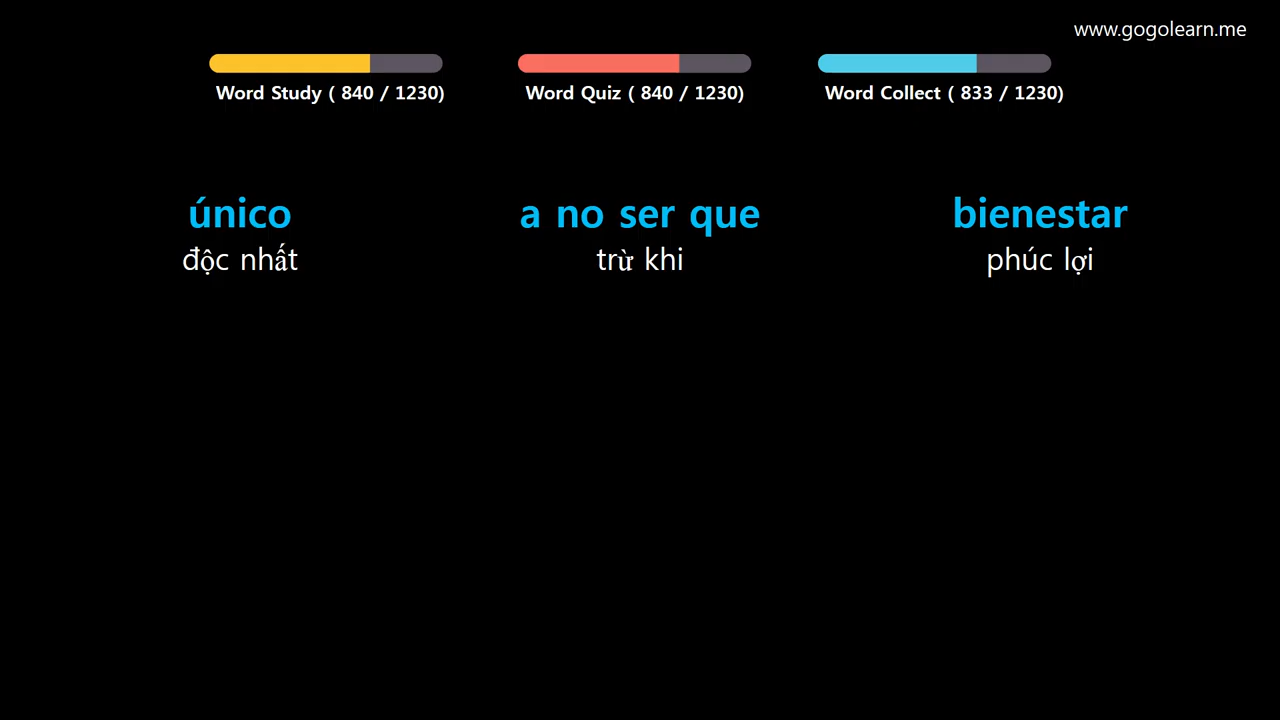 www.gogolearn.me
Word Study ( 840 / 1230)
Word Quiz ( 840 / 1230)
Word Collect ( 833 / 1230)
único
độc nhất
a no ser que
trừ khi
bienestar
phúc lợi